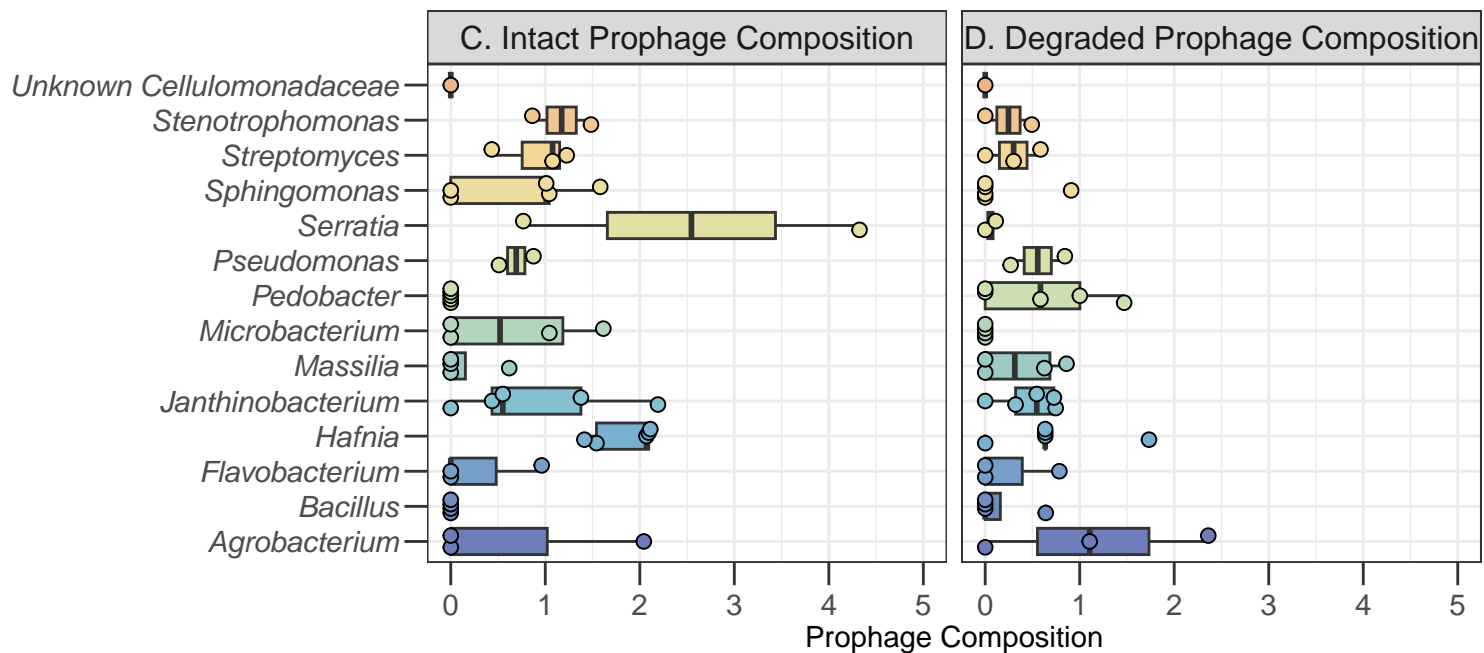 C. Intact Prophage Composition
D. Degraded Prophage Composition
Unknown Cellulomonadaceae
Stenotrophomonas
Streptomyces
Sphingomonas
Serratia
Pseudomonas
Pedobacter
Microbacterium
Massilia
Janthinobacterium
Hafnia
Flavobacterium
Bacillus
Agrobacterium
0 1 2 3 4 5
0 1 2 3 4 5
Prophage Composition